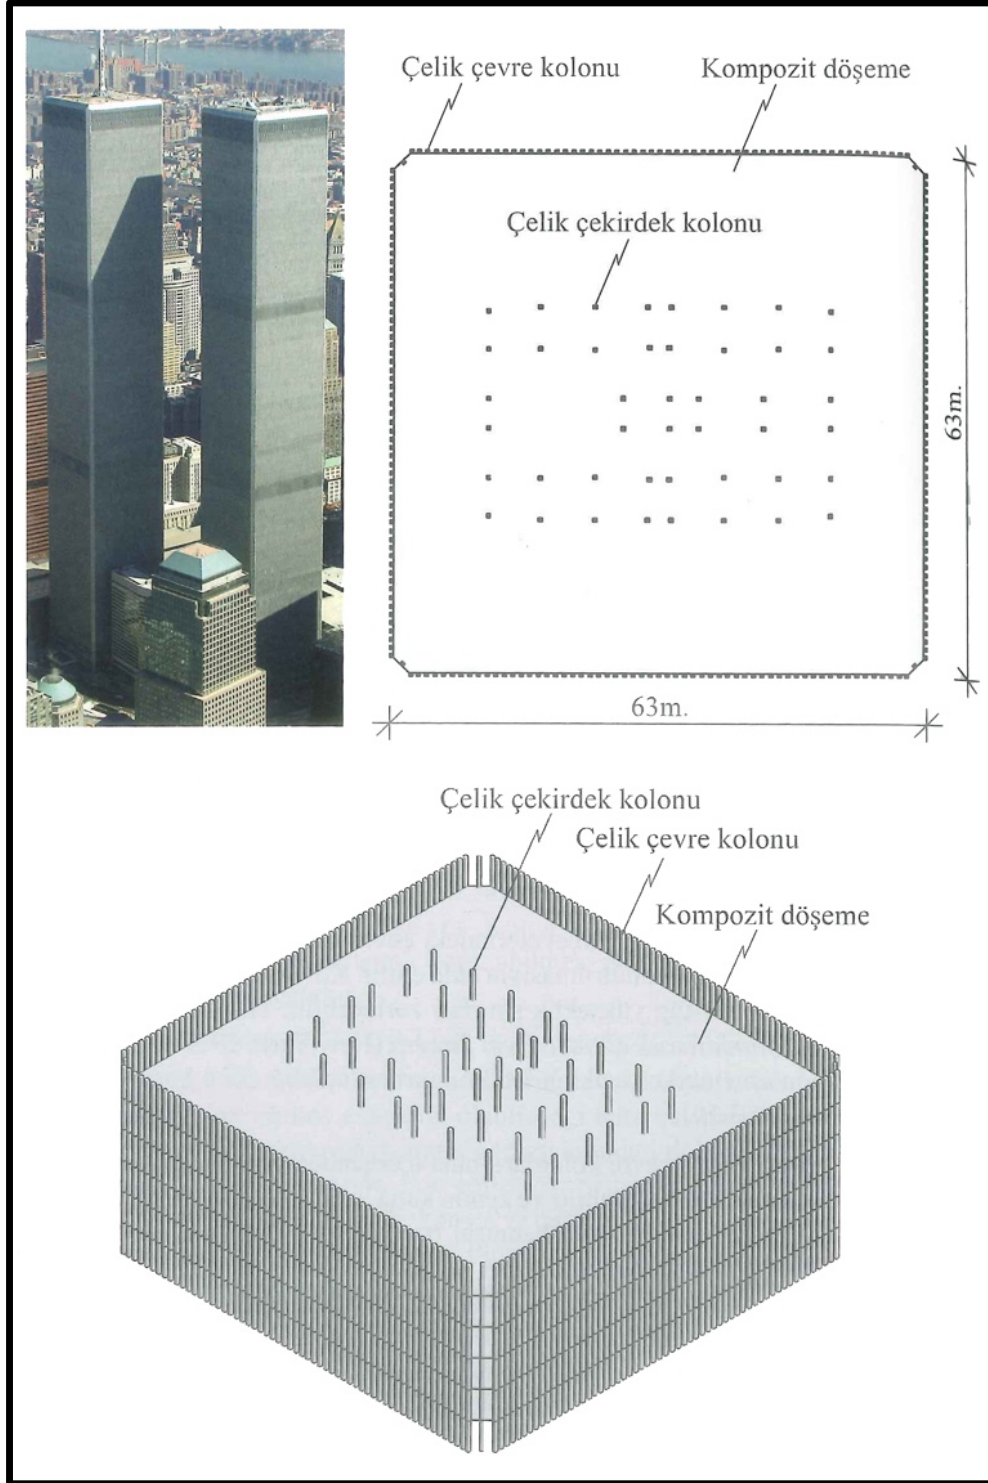 Çelik çevre kolonu
Kompozit döşeme
Çelik çekirdek kolonu
63m.
63m.
Çelik çekirdek kolonu
Çelik çevre kolonu
Kompozit döşeme